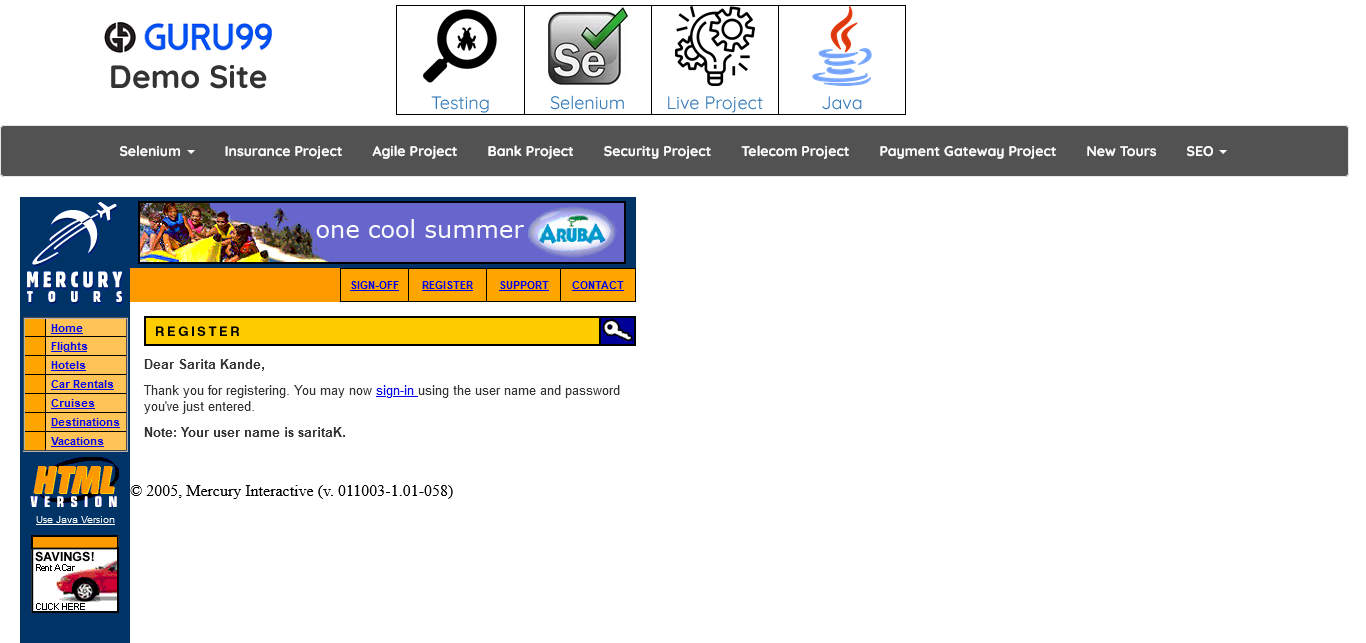 GURU99
Demo Site
Testing
Selenium
Live Project
Java
Se
Selenium
Insurance Project
Agile Project
Bank Project
Security Project
Telecom Project
Payment Gateway Project
New Tours
SEO
MERCURY
TOURS
one cool summer
ARUBA
SIGN-OFF
REGISTER
SUPPORT
CONTACT
Home
Flights
Hotels
Car Rentals
Cruises
Destinations
Vacations
HTML
VERSION
Use Java Version
SAVINGS!
Rent A Car
CLICK HERE
REGISTER
Dear Sarita Kande,
Thank you for registering. You may now sign-in using the user name and password
you've just entered.
Note: Your user name is saritaK.
© 2005, Mercury Interactive (v. 011003-1.01-058)